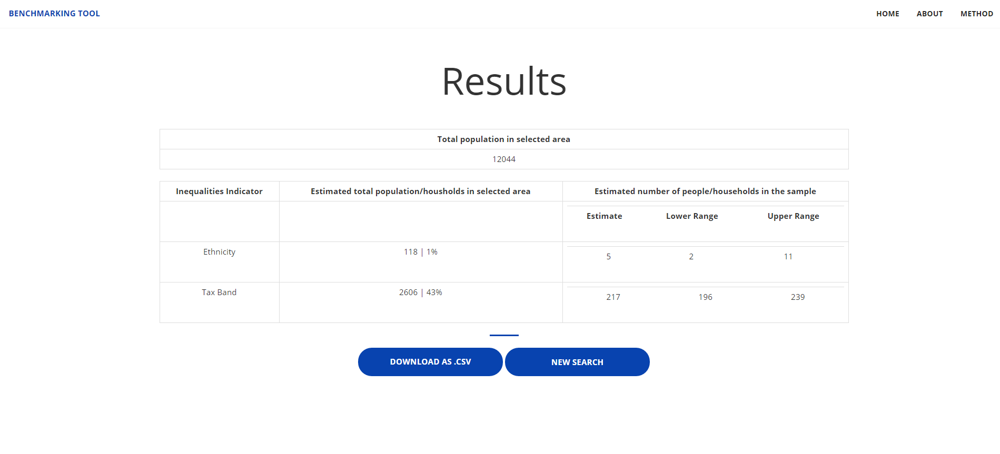 BENCHMARKING TOOL
HOME ABOUT METHOD
Results
Total population in selected area
12044
Inequalities Indicator Estimated total population/housholds in selected area Estimated number of people/households in the sample
Estimate Lower Range Upper Range
Ethnicity 118 | 1% 5 2 11
Tax Band 2606 | 43% 217 196 239
DOWNLOAD AS .CSV NEW SEARCH